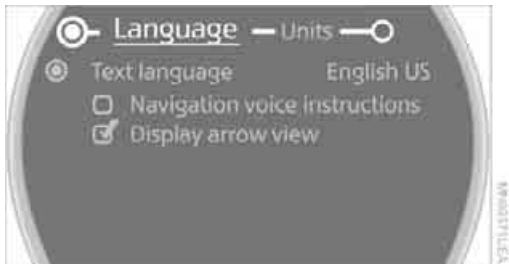 Language Units
Text language English US
Navigation voice instructions
Display arrow view